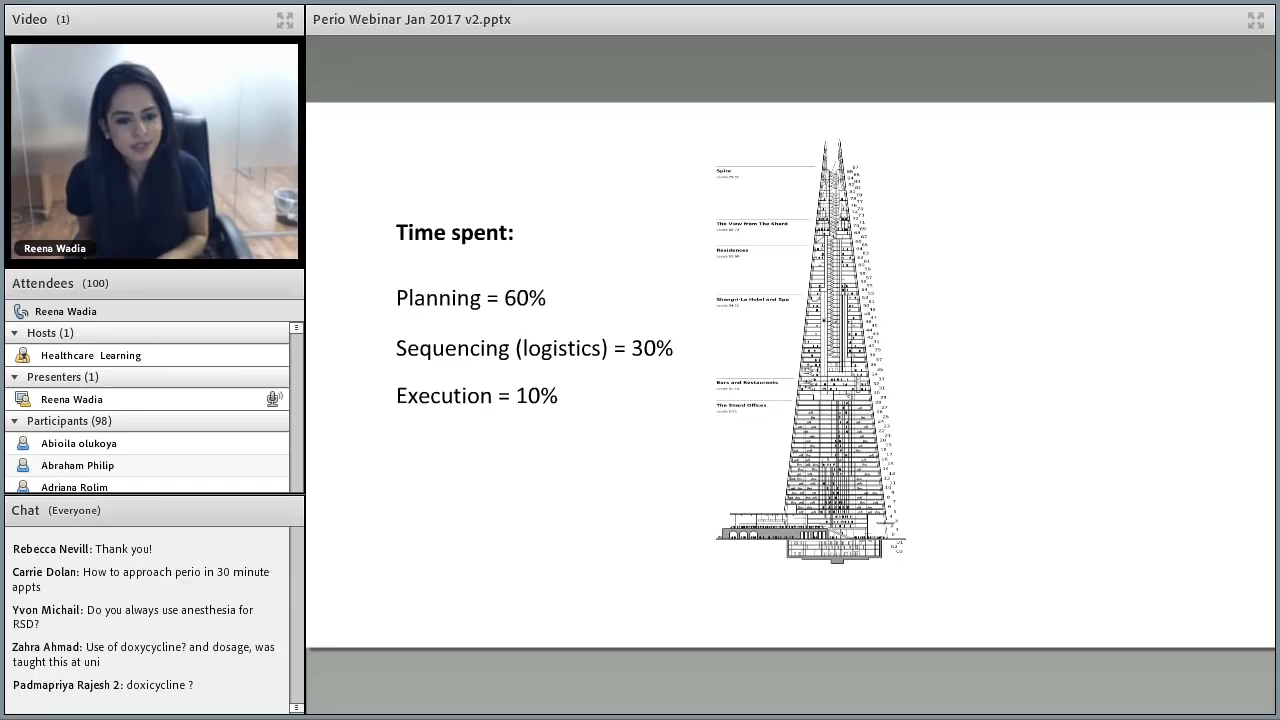 Video (1)
Reena Wadia
Attendees (100)
Reena Wadia
Hosts (1)
Healthcare Learning
Presenters (1)
Reena Wadia
Participants (98)
Abioila olukoya
Abraham
Adriana
Chat (Everyone)
Rebecca Nevill: Thank you!
Carrie Dolan: How to approach perio in 30 minute
appts
Yvon Michail: Do you always use anesthesia for
RSD?
Zahra Ahmad: Use of doxycycline? and dosage, was
taught this at uni
Padmapriya Rajesh 2: doxicycline ?
Perio Webinar Jan 2017 v2.pptx
Time spent:
Planning = 60%
Sequencing (logistics) = 30%
Execution = 10%
Spire
The View from The Shard
Residences
Shangri-La Hotel and Spa
Bars and Restaurants
The Shard Offices